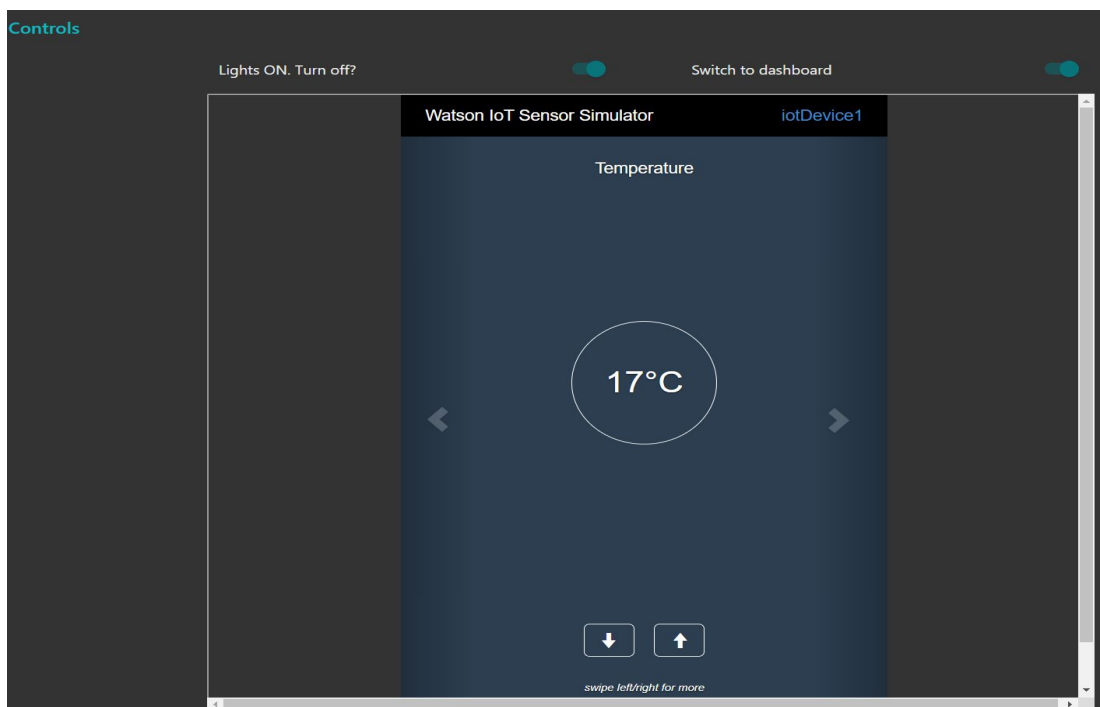 Controls
Lights ON. Turn off? Switch to dashboard
Watson IoT Sensor Simulator iotDevice1
Temperature
17°C
swipe left/right for more